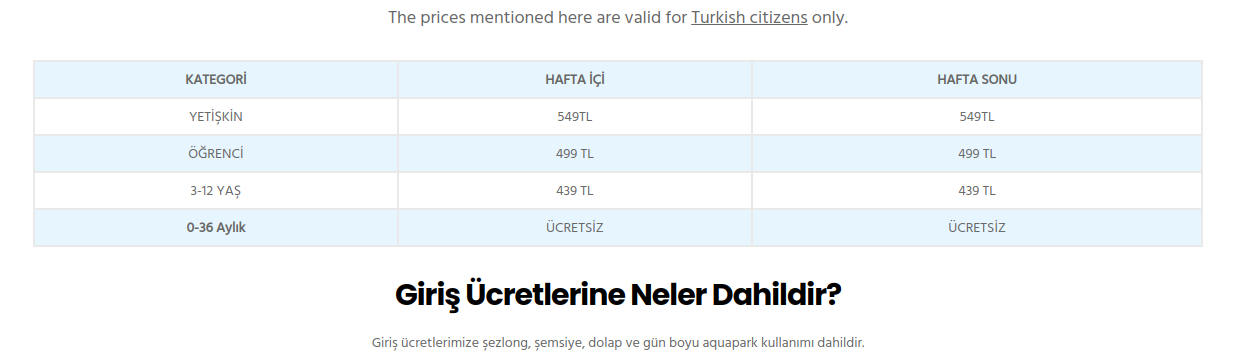 The prices mentioned here are valid for Turkish citizens only.
KATEGORİ HAFTA İÇİ HAFTA SONU
YETİŞKİN 549TL 549TL
ÖĞRENCİ 499 TL 499 TL
3-12 YAŞ 439 TL 439 TL
0-36 Aylık ÜCRETSİZ ÜCRETSİZ
Giriş Ücretlerine Neler Dahildir?
Giriş ücretlerimize şezlong, şemsiye, dolap ve gün boyu aquapark kullanımı dahildir.